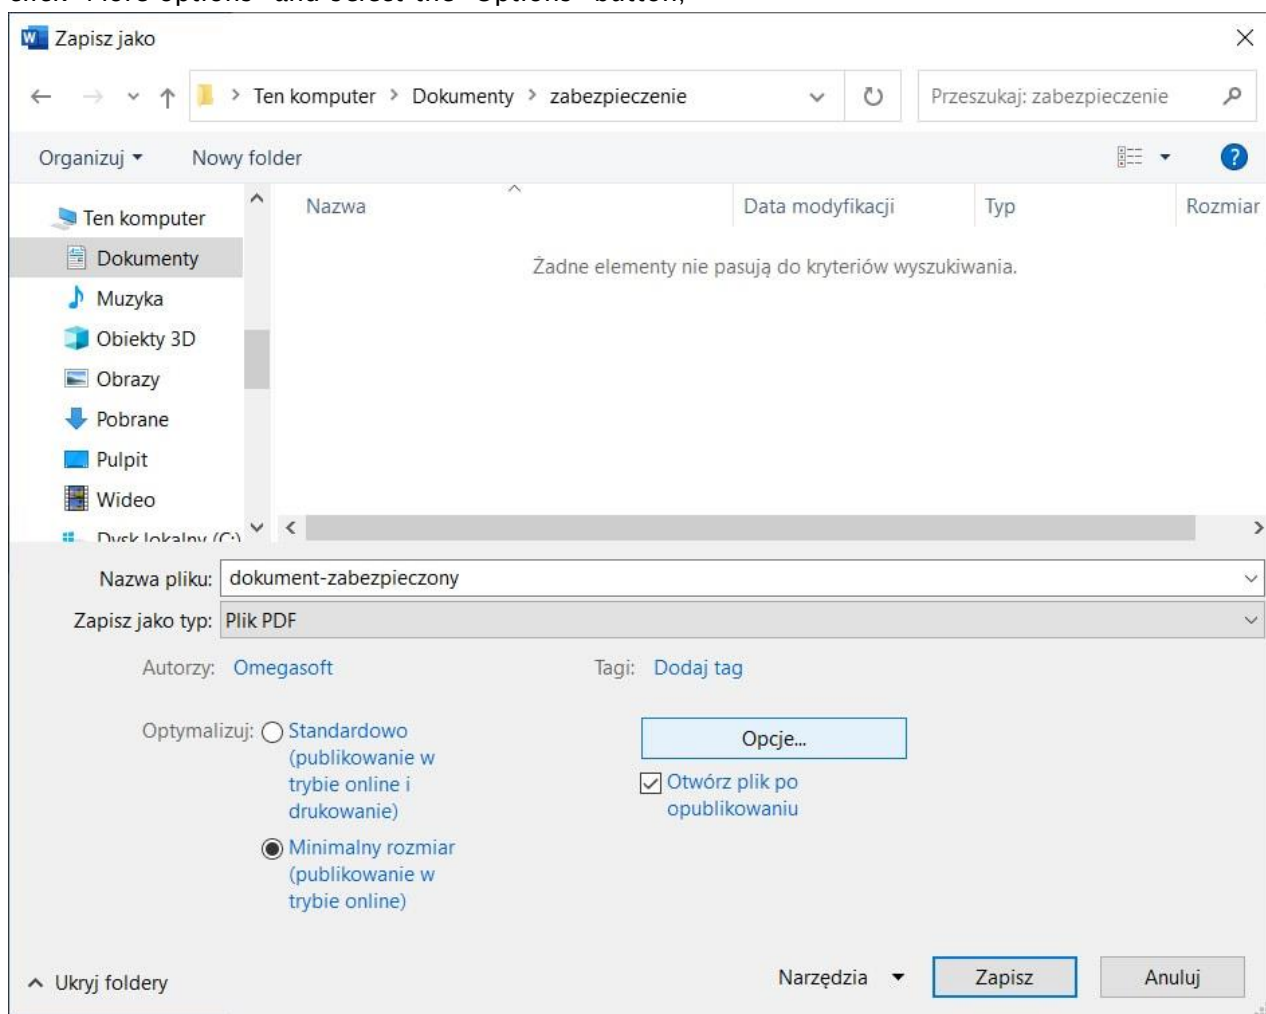 Zapisz jako
Ten komputer > Dokumenty > zabezpieczenie
Przeszukaj: zabezpieczenie
Organizuj
Nowy folder
?
Nazwa
Data modyfikacji
Typ
Rozmiar
Żadne elementy nie pasują do kryteriów wyszukiwania.
Ten komputer
Dokumenty
Muzyka
Obiekty 3D
Obrazy
Pobrane
Pulpit
Wideo
Dysk lokalny (C:)
Nazwa pliku: dokument-zabezpieczony
Zapisz jako typ: Plik PDF
Autorzy: Omegasoft
Tagi: Dodaj tag
Optymalizuj:
Standardowo
(publikowanie w
trybie online i
drukowanie)
Minimalny rozmiar
(publikowanie w
trybie online)
Opcje...
Otwórz plik po
opublikowaniu
Ukryj foldery
Narzędzia
Zapisz
Anuluj